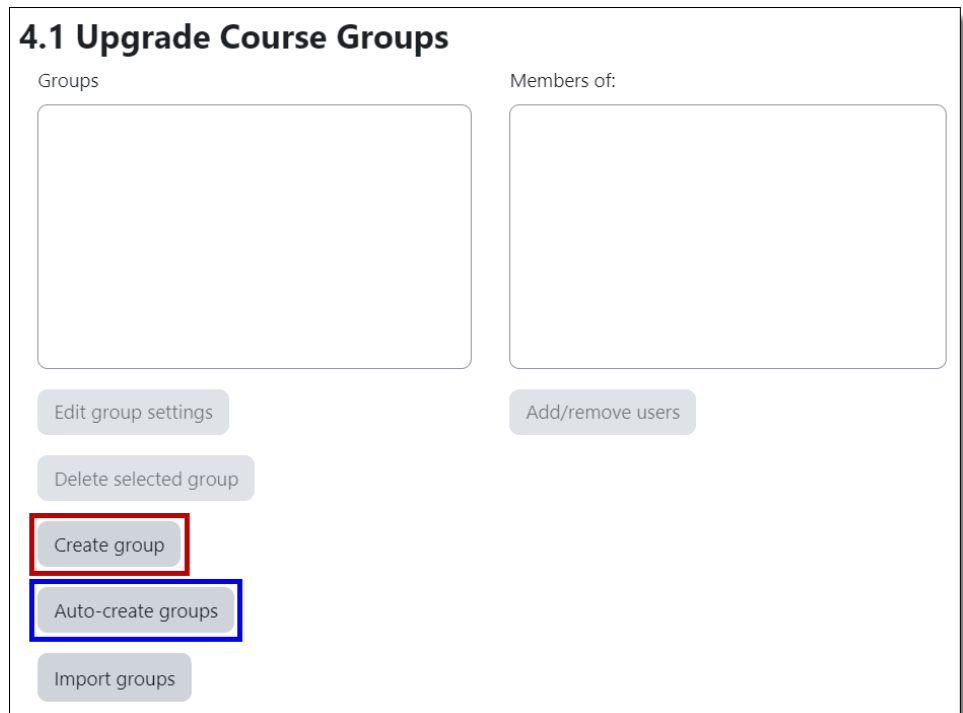 4.1 Upgrade Course Groups
Groups
Members of:
Edit group settings
Add/remove users
Delete selected group
Create group
Auto-create groups
Import groups